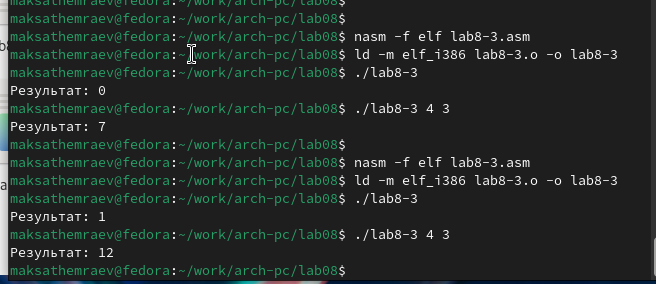 maksathemraev@fedora:~/work/arch-pc/lab08$
maksathemraev@fedora:~/work/arch-pc/lab08$
maksathemraev@fedora:~/work/arch-pc/lab08$ nasm -f elf lab8-3.asm
maksathemraev@fedora:~/work/arch-pc/lab08$ ld -m elf_i386 lab8-3.o -o lab8-3
maksathemraev@fedora:~/work/arch-pc/lab08$ ./lab8-3
Результат: 0
maksathemraev@fedora:~/work/arch-pc/lab08$ ./lab8-3 4 3
Результат: 7
maksathemraev@fedora:~/work/arch-pc/lab08$
maksathemraev@fedora:~/work/arch-pc/lab08$ nasm -f elf lab8-3.asm
maksathemraev@fedora:~/work/arch-pc/lab08$ ld -m elf_i386 lab8-3.o -o lab8-3
maksathemraev@fedora:~/work/arch-pc/lab08$ ./lab8-3
Результат: 1
maksathemraev@fedora:~/work/arch-pc/lab08$ ./lab8-3 4 3
Результат: 12
maksathemraev@fedora:~/work/arch-pc/lab08$